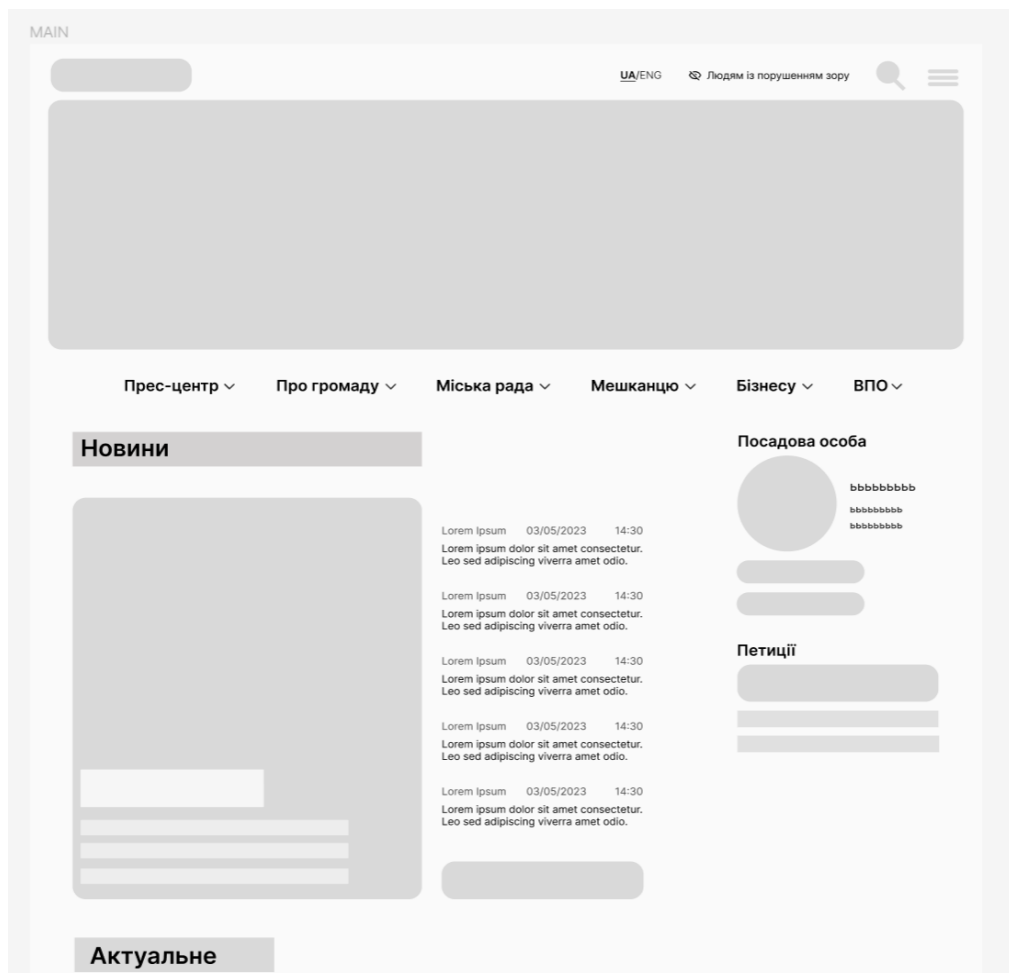 MAIN
UA/ENG
Людям із порушенням зору
Прес-центр
Про громаду
Міська рада
Мешканцю
Бізнесу
ВПО
Новини
Lorem Ipsum 03/05/2023 14:30
Lorem ipsum dolor sit amet consectetur.
Leo sed adipiscing viverra amet odio.
Lorem Ipsum 03/05/2023 14:30
Lorem ipsum dolor sit amet consectetur.
Leo sed adipiscing viverra amet odio.
Lorem Ipsum 03/05/2023 14:30
Lorem ipsum dolor sit amet consectetur.
Leo sed adipiscing viverra amet odio.
Lorem Ipsum 03/05/2023 14:30
Lorem ipsum dolor sit amet consectetur.
Leo sed adipiscing viverra amet odio.
Lorem Ipsum 03/05/2023 14:30
Lorem ipsum dolor sit amet consectetur.
Leo sed adipiscing viverra amet odio.
Посадова особа
ььььььььь
ььььььььь
ььььььььь
Петиції
Актуальне